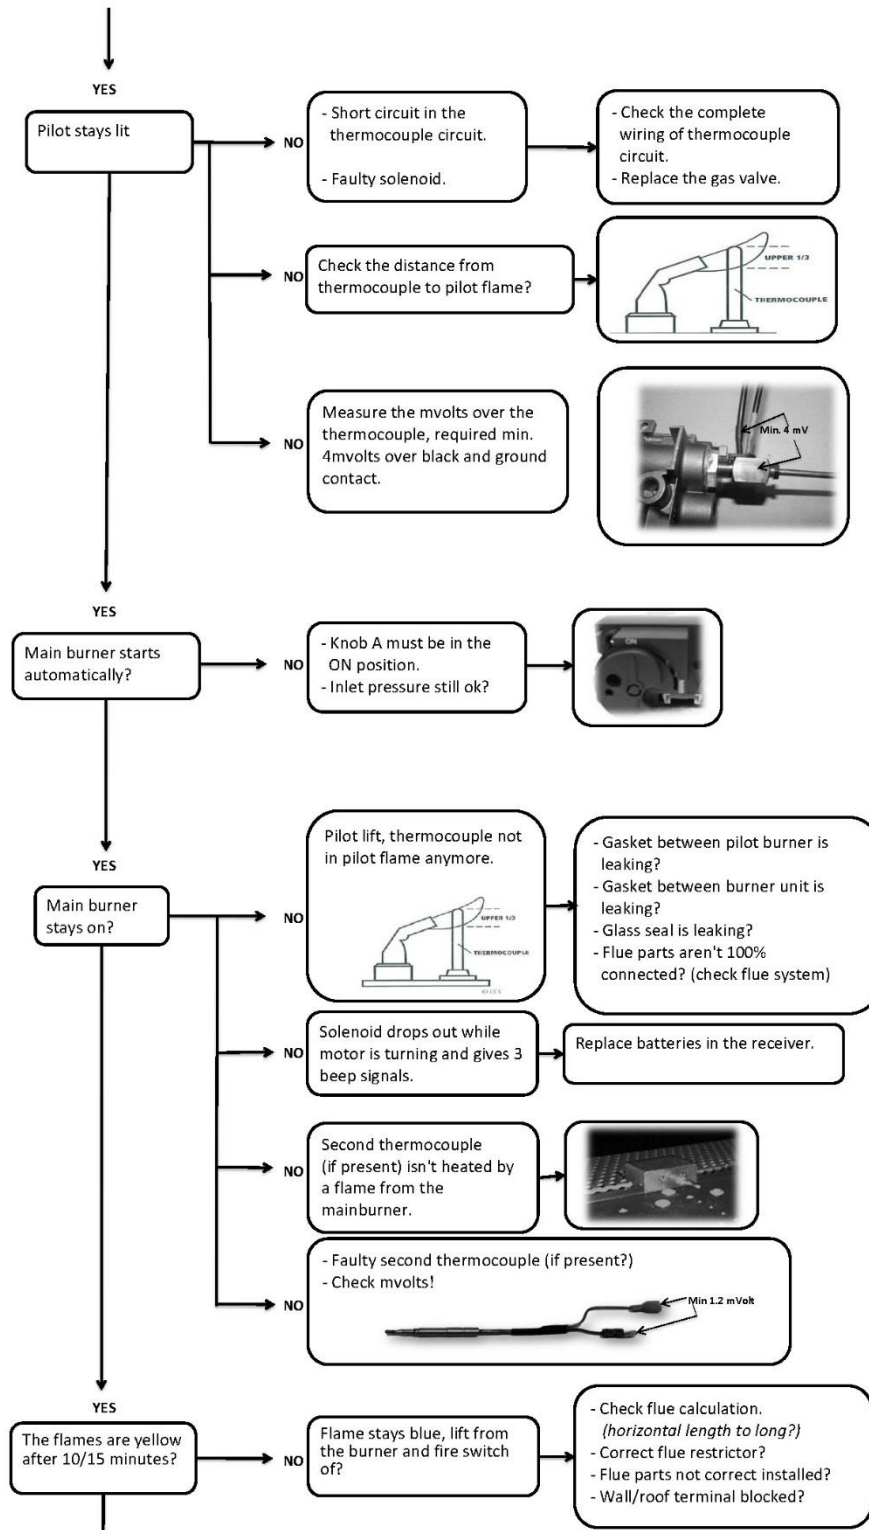 YES
Pilot stays lit
NO
- Short circuit in the
thermocouple circuit.
- Faulty solenoid.
- Check the complete
wiring of thermocouple
circuit.
- Replace the gas valve.
NO
Check the distance from
thermocouple to pilot flame?
UPPER 1/3
THERMOCOUPLE
NO
Measure the mvolts over the
thermocouple, required min.
4mvolts over black and ground
contact.
Min. 4 mV
YES
Main burner starts
automatically?
NO
- Knob A must be in the
ON position.
- Inlet pressure still ok?
ON
MAN
YES
Main burner
stays on?
NO
Pilot lift, thermocouple not
in pilot flame anymore.
UPPER 1/3
THERMOCOUPLE
- Gasket between pilot burner is
leaking?
- Gasket between burner unit is
leaking?
- Glass seal is leaking?
- Flue parts aren't 100%
connected? (check flue system)
NO
Solenoid drops out while
motor is turning and gives 3
beep signals.
Replace batteries in the receiver.
NO
Second thermocouple
(if present) isn't heated by
a flame from the
mainburner.
NO
- Faulty second thermocouple (if present?)
- Check mvolts!
Min 1.2 mVolt
YES
The flames are yellow
after 10/15 minutes?
NO
Flame stays blue, lift from
the burner and fire switch
of?
- Check flue calculation.
(horizontal length to long?)
- Correct flue restrictor?
- Flue parts not correct installed?
- Wall/roof terminal blocked?